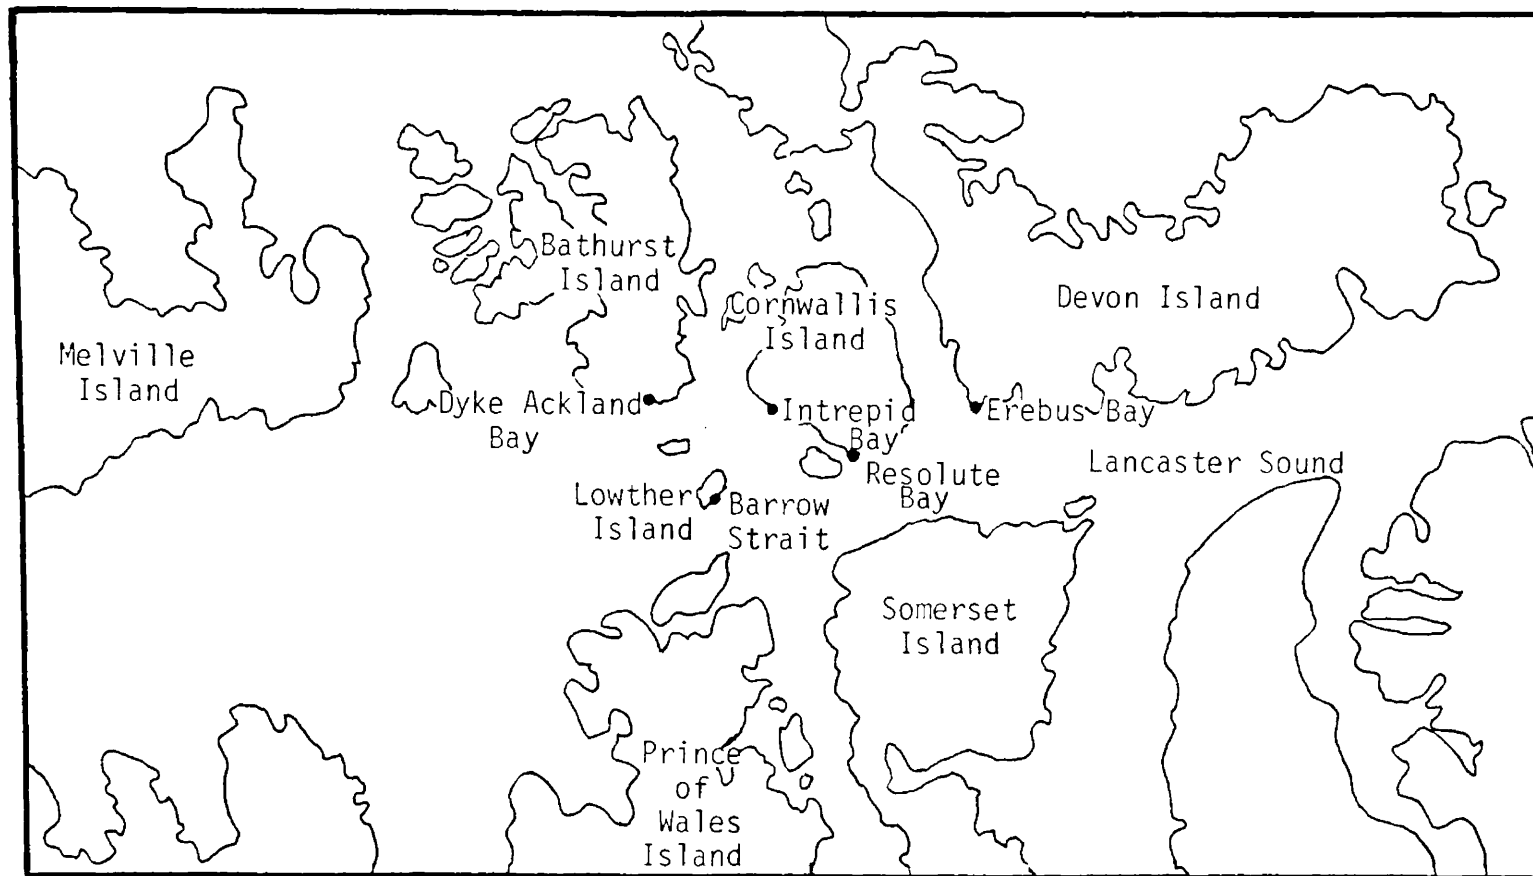 Bathurst
Island
Cornwallis
Island
Devon Island
Melville
Island
Dyke Ackland
Bay
Intrepid
Bay
Erebus Bay
Resolute
Bay
Lancaster Sound
Lowther
Island
Barrow
Strait
Somerset
Island
Prince
of
Wales
Island